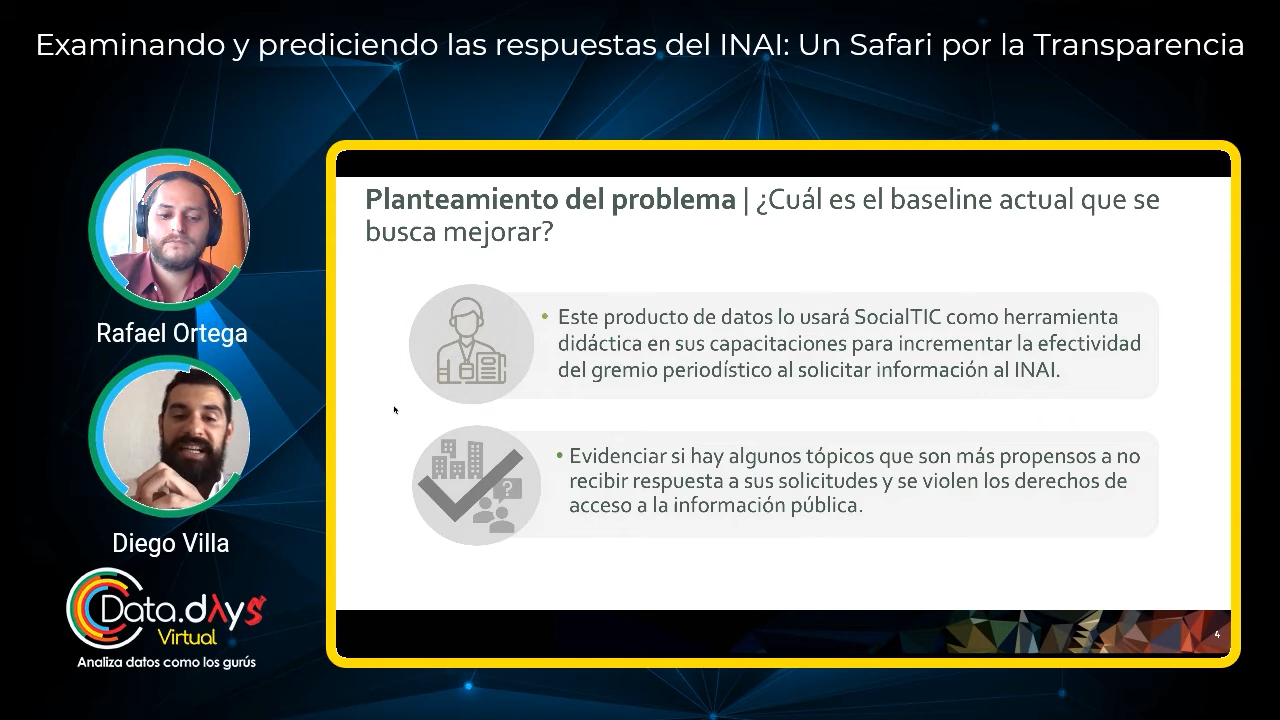 Examinando y prediciendo las respuestas del INAI: Un Safari por la Transparencia
Rafael Ortega
Diego Villa
Data.dAys
Virtual
Analiza datos como los gurús
Planteamiento del problema | ¿Cuál es el baseline actual que se
busca mejorar?
• Este producto de datos lo usará SocialTIC como herramienta
didáctica en sus capacitaciones para incrementar la efectividad
del gremio periodístico al solicitar información al INAI.
?
• Evidenciar si hay algunos tópicos que son más propensos a no
recibir respuesta a sus solicitudes y se violen los derechos de
acceso a la información pública.
4